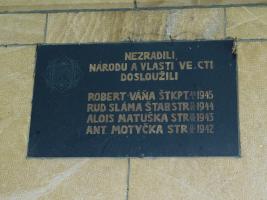 NEZRADILI,
NÁRODU A VLASTI VE CTI
DOSLOUŽILI
ROBERT VÁŇA ŠTKPT 1945
RUD SLÁMA ŠTABSTR 1944
ALOIS MATUŠKA STR 1943
ANT. MOTYČKA STR 1942